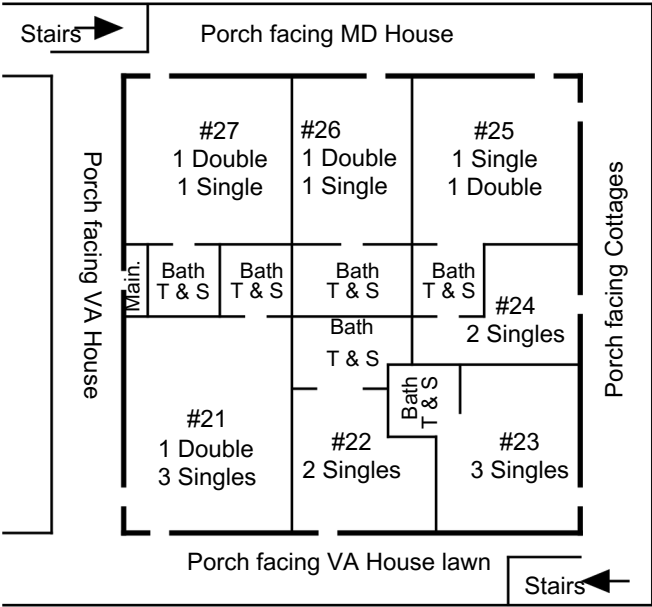 Stairs
Porch facing MD House
#27
1 Double
1 Single
#26
1 Double
1 Single
#25
1 Single
1 Double
Porch facing VA House
Porch facing Cottages
Main.
Bath
T & S
Bath
T & S
Bath
T & S
Bath
T & S
#24
2 Singles
Bath
T & S
Bath
T & S
#21
1 Double
3 Singles
#22
2 Singles
#23
3 Singles
Porch facing VA House lawn
Stairs